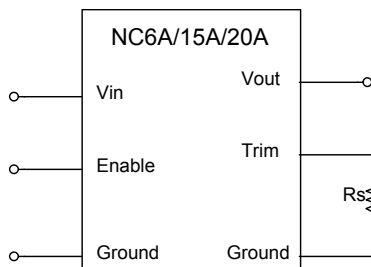 NC6A/15A/20A
Vin
Vout
Enable
Trim
Rs
Ground
Ground